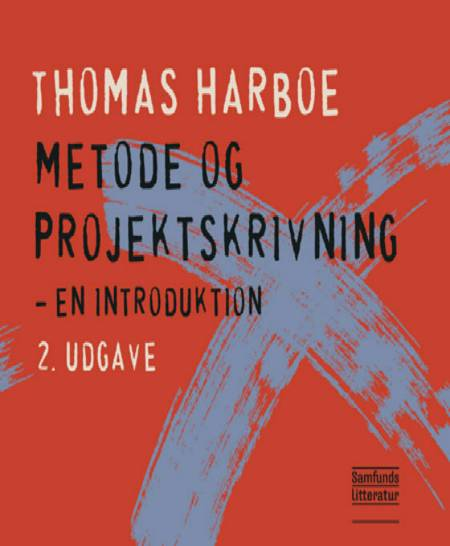 THOMAS HARBOE
METODE OG
PROJEKTSKRIVNING
- EN INTRODUKTION
2. UDGAVE
Samfunds
Litteratur